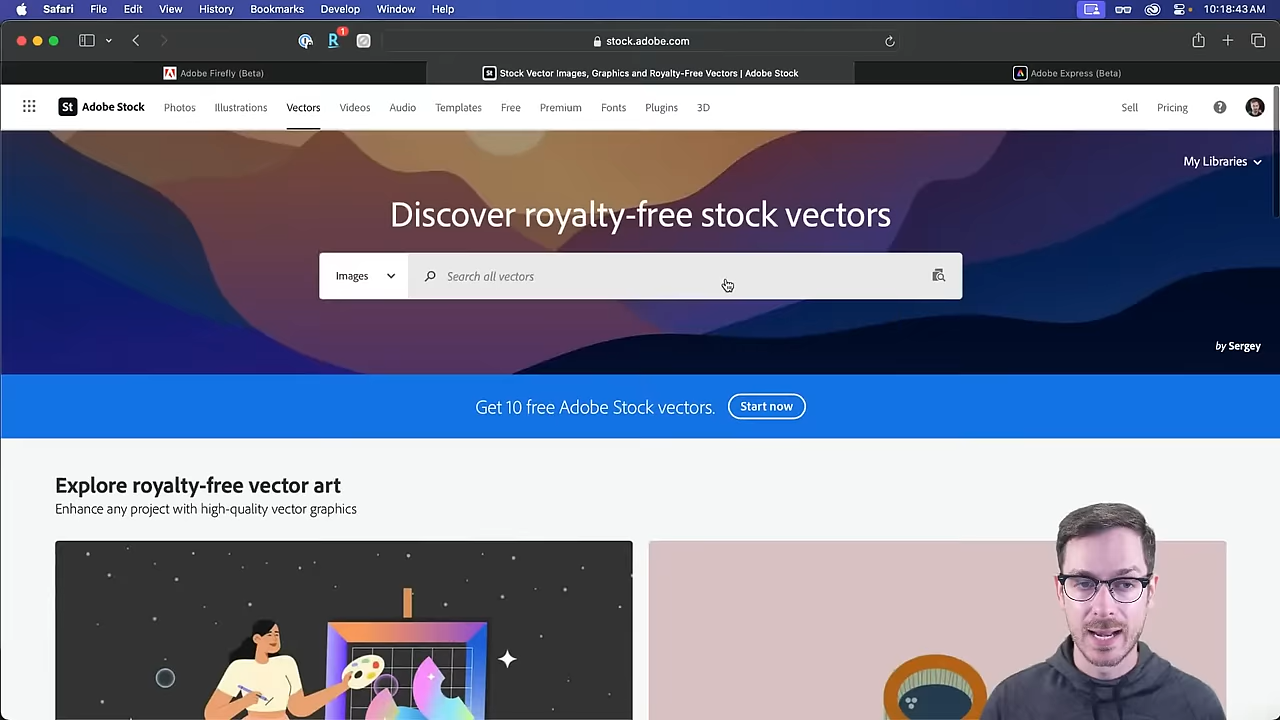 Safari File Edit View History Bookmarks Develop Window Help 10:18:43 AM
R 1 stock.adobe.com
Adobe Firefly (Beta) St Stock Vector Images, Graphics and Royalty-Free Vectors | Adobe Stock Adobe Express (Beta)
St Adobe Stock Photos Illustrations Vectors Videos Audio Templates Free Premium Fonts Plugins 3D Sell Pricing ?
My Libraries
Discover royalty-free stock vectors
Images Search all vectors
by Sergey
Get 10 free Adobe Stock vectors. Start now
Explore royalty-free vector art
Enhance any project with high-quality vector graphics